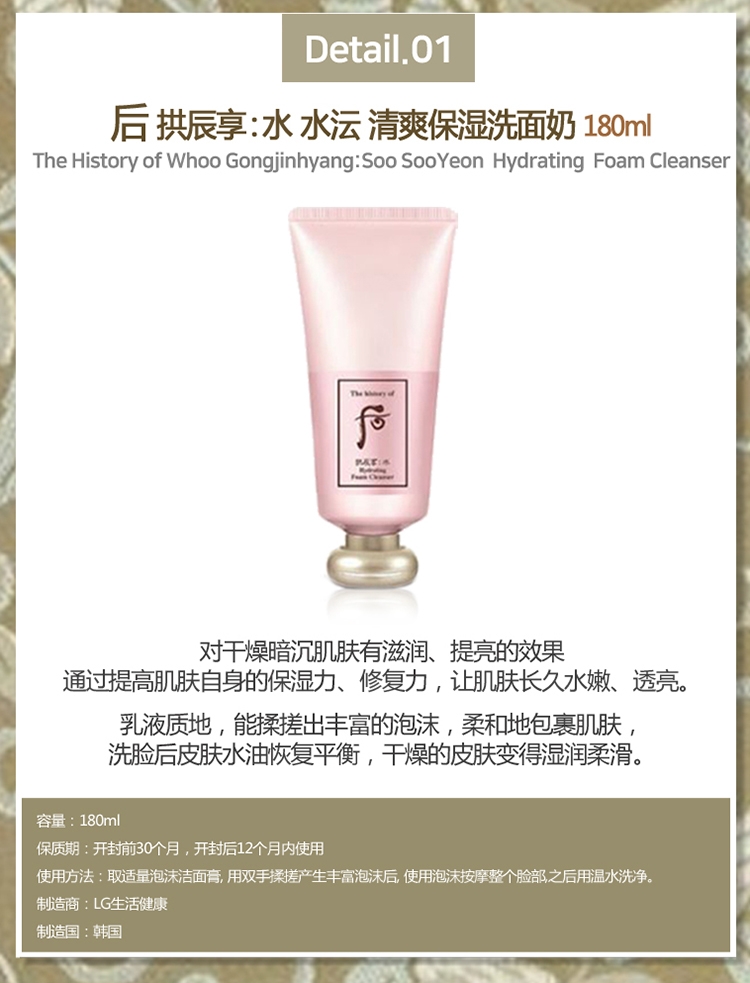 Detail.01
后 拱辰享:水 水沄 清爽保湿洗面奶 180ml
The History of Whoo Gongjinhyang:Soo SooYeon Hydrating Foam Cleanser
The history of
后
拱辰享:水
Hydrating
Foam Cleanser
对干燥暗沉肌肤有滋润、提亮的效果
通过提高肌肤自身的保湿力、修复力，让肌肤长久水嫩、透亮。
乳液质地，能揉搓出丰富的泡沫，柔和地包裹肌肤，
洗脸后皮肤水油恢复平衡，干燥的皮肤变得湿润柔滑。
容量：180ml
保质期：开封前30个月，开封后12个月内使用
使用方法：取适量泡沫洁面膏, 用双手揉搓产生丰富泡沫后, 使用泡沫按摩整个脸部.之后用温水洗净。
制造商：LG生活健康
制造国：韩国